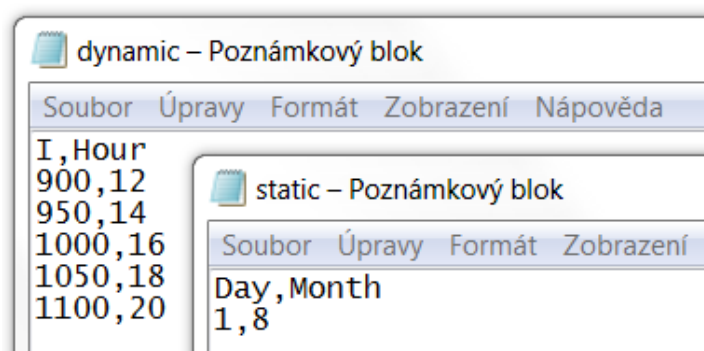 dynamic – Poznámkový blok
Soubor Úpravy Formát Zobrazení Nápověda
I,Hour
900,12
950,14
1000,16
1050,18
1100,20
static – Poznámkový blok
Soubor Úpravy Formát Zobrazení
Day,Month
1,8